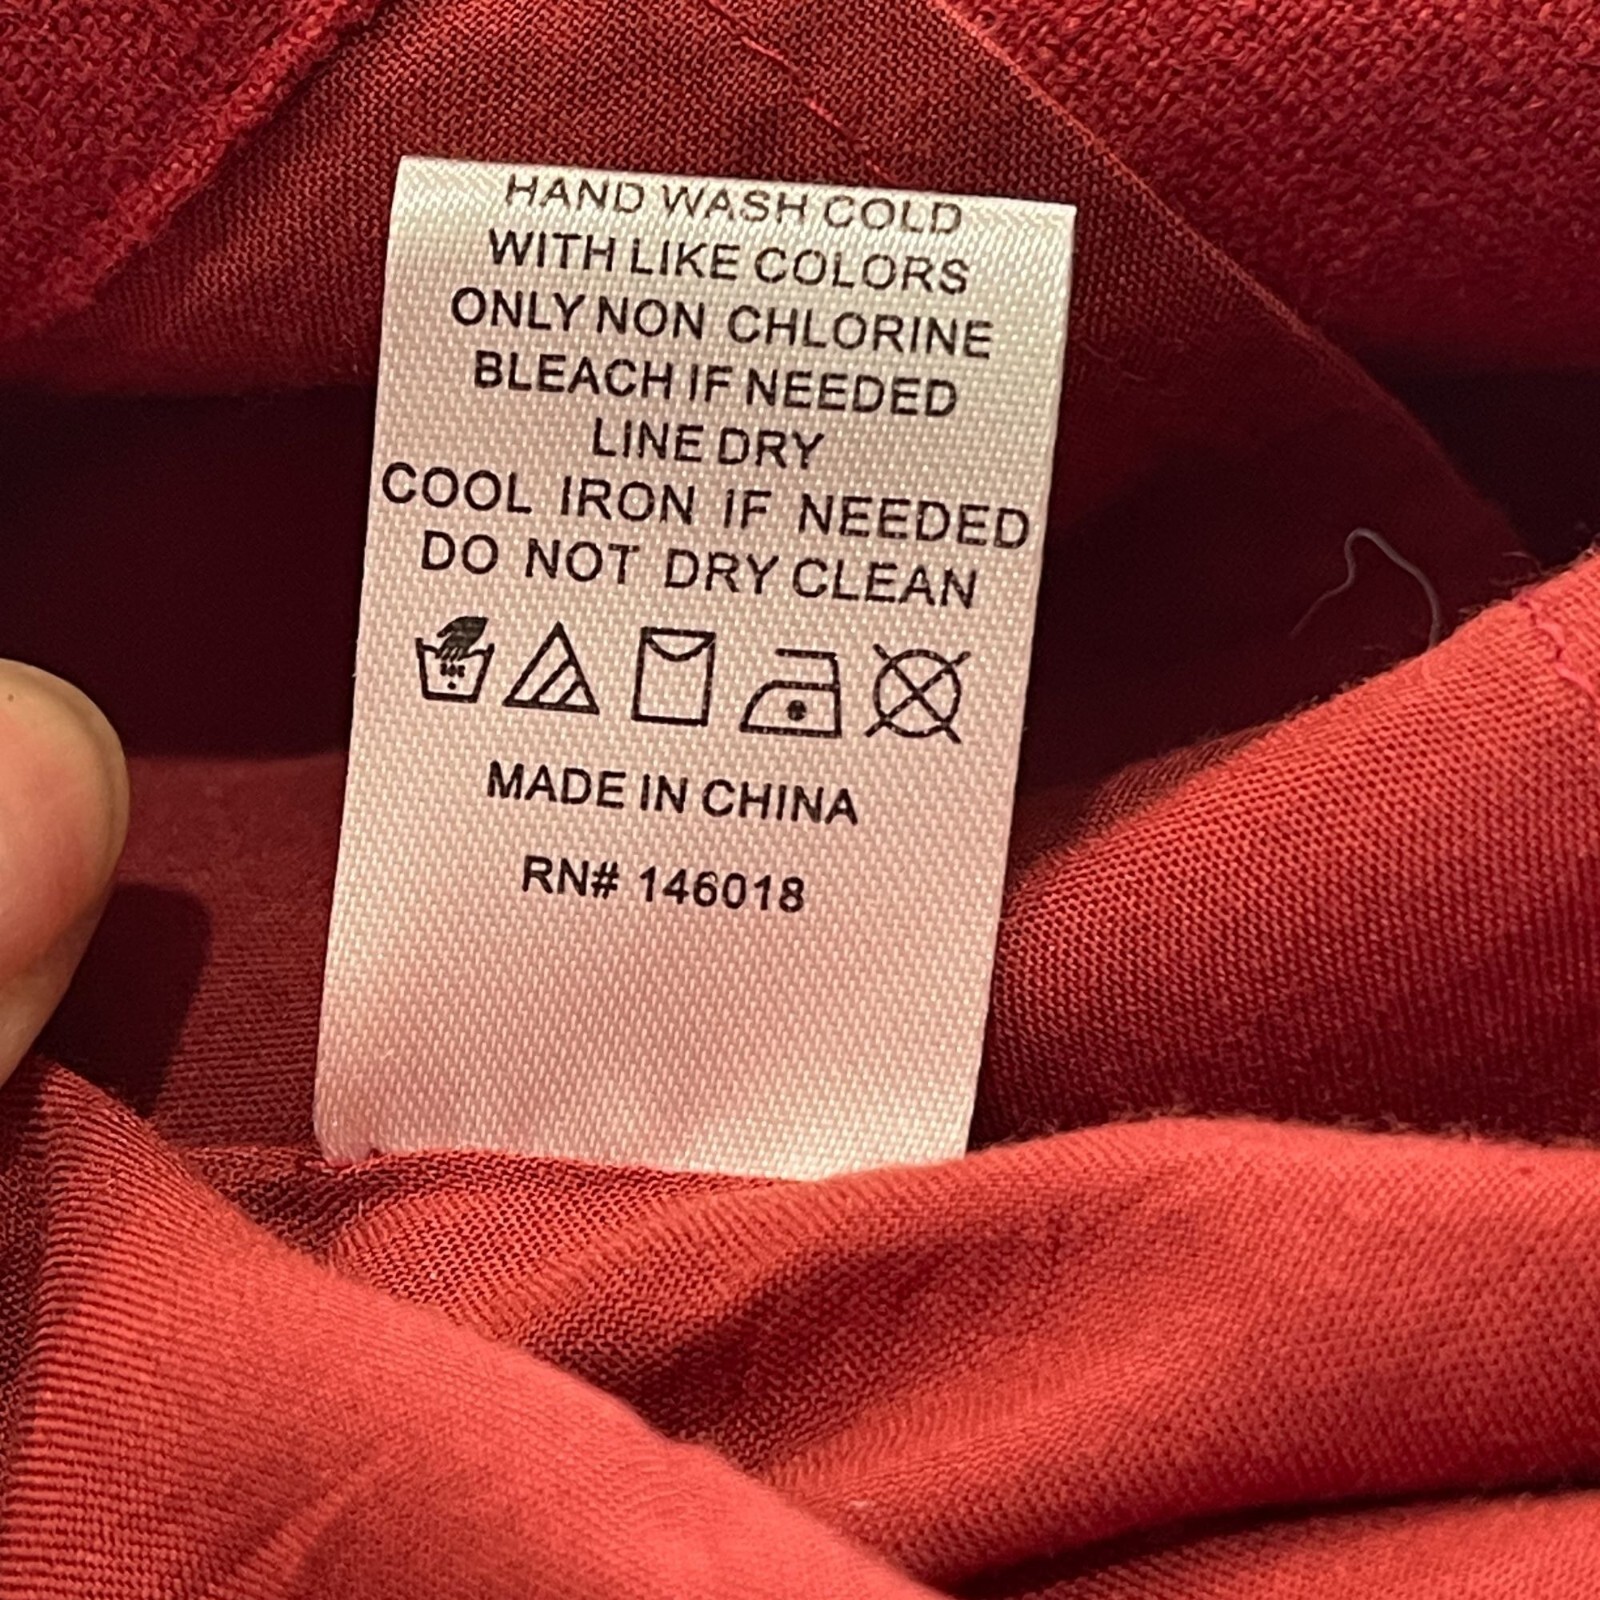 HAND WASH COLD
WITH LIKE COLORS
ONLY NON CHLORINE
BLEACH IF NEEDED
LINE DRY
COOL IRON IF NEEDED
DO NOT DRY CLEAN
MADE IN CHINA
RN# 146018